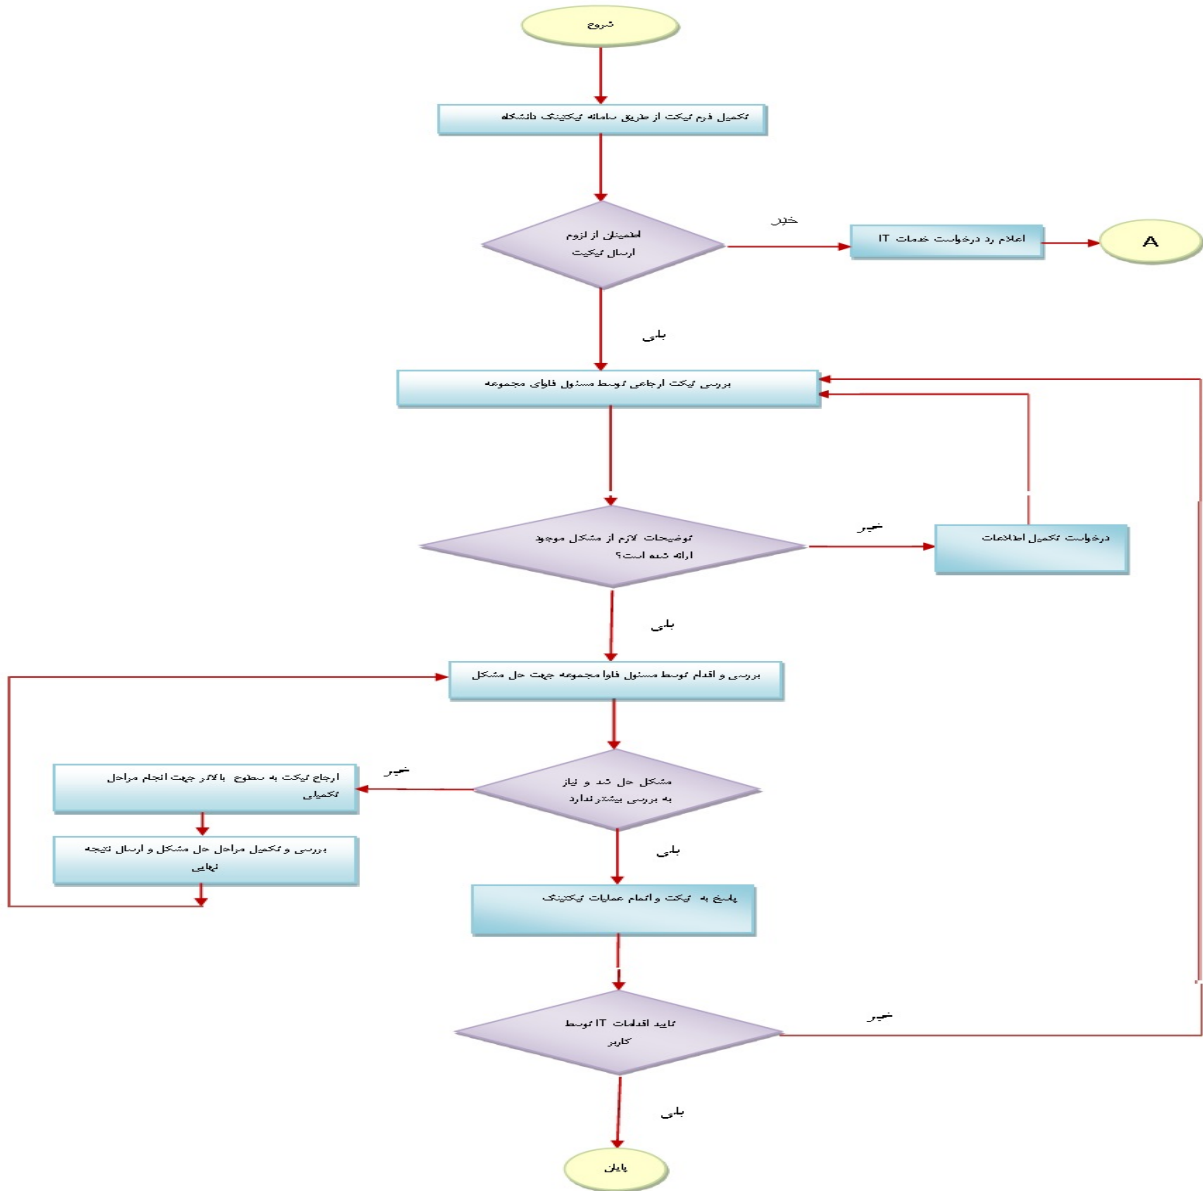 شروع
تکمیل فرم تیکت از طریق سامانه تیکتینگ دانشکده
اطمینان از لزوم
ارسال تیکیت
خیر
اعلام رد درخواست خدمات IT
A
بلی
بررسی تیکت ارجاعی توسط مسئول فاوای مجموعه
توضیحات لازم از مشکل موجود
ارائه شده است؟
خیر
درخواست تکمیل اطلاعات
بلی
بررسی و اقدام توسط مسئول فاوا مجموعه جهت حل مشکل
مشکل حل شد و نیاز
به بررسی بیشتر ندارد
خیر
ارجاع تیکت به سطوح بالاتر جهت انجام مراحل
تکمیلی
بررسی و تکمیل مراحل حل مشکل و ارسال نتیجه
نهایی
بلی
پاسخ به تیکت و اتمام عملیات تیکتینگ
تایید اقدامات IT توسط
کاربر
خیر
بلی
پایان